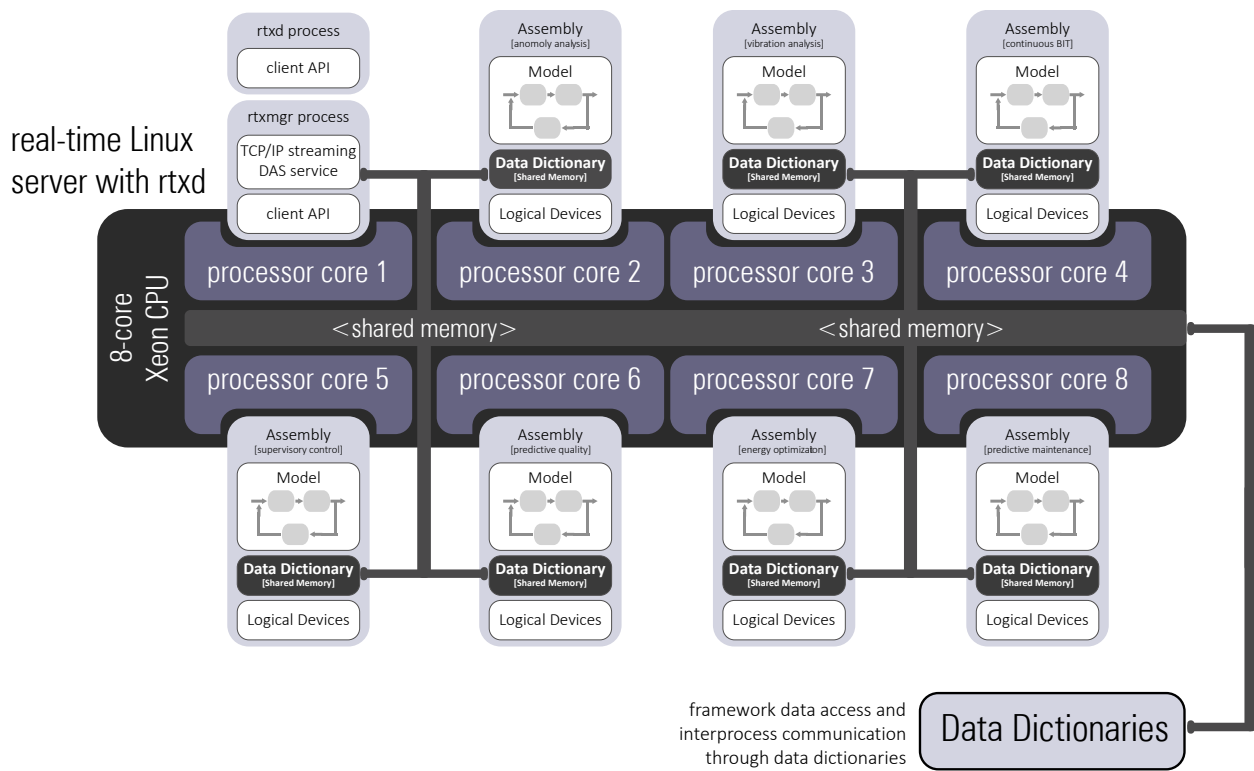 real-time Linux
server with rtxd
rtxd process
client API
rtxmgr process
TCP/IP streaming
DAS service
client API
Assembly
[anomoly analysis]
Model
Data Dictionary
[Shared Memory]
Logical Devices
Assembly
[vibration analysis]
Model
Data Dictionary
[Shared Memory]
Logical Devices
Assembly
[continuous BIT]
Model
Data Dictionary
[Shared Memory]
Logical Devices
8-core
Xeon CPU
processor core 1
processor core 2
processor core 3
processor core 4
<shared memory>
<shared memory>
processor core 5
processor core 6
processor core 7
processor core 8
Assembly
[supervisory control]
Model
Data Dictionary
[Shared Memory]
Logical Devices
Assembly
[predictive quality]
Model
Data Dictionary
[Shared Memory]
Logical Devices
Assembly
[energy optimization]
Model
Data Dictionary
[Shared Memory]
Logical Devices
Assembly
[predictive maintenance]
Model
Data Dictionary
[Shared Memory]
Logical Devices
framework data access and
interprocess communication
through data dictionaries
Data Dictionaries